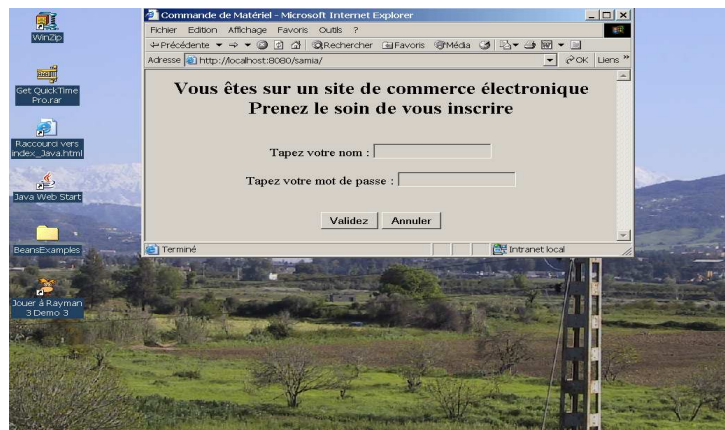 WinZip
Get QuickTime
Pro.rar
Raccourci vers
index_Java.html
Java Web Start
BeansExamples
Jouer à Rayman
3 Demo 3
Commande de Matériel - Microsoft Internet Explorer
Fichier Edition Affichage Favoris Outils ?
Précédente Rechercher Favoris Média
Adresse http://localhost:8080/samia/ OK Liens »
Vous êtes sur un site de commerce électronique
Prenez le soin de vous inscrire
Tapez votre nom :
Tapez votre mot de passe :
Validez Annuler
Terminé Intranet local